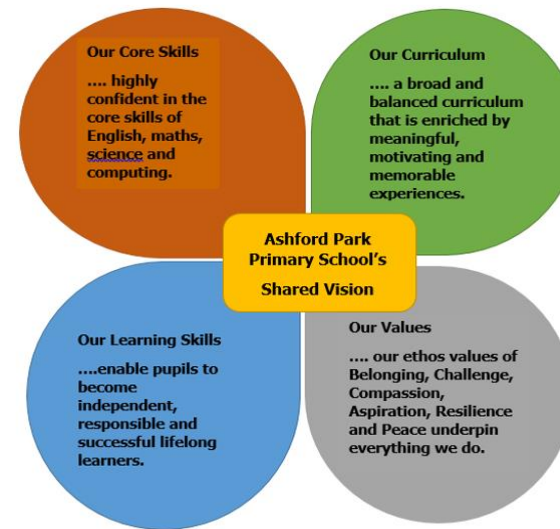 Our Core Skills
.... highly
confident in the
core skills of
English, maths,
science and
computing.
Our Curriculum
.... a broad and
balanced curriculum
that is enriched by
meaningful,
motivating and
memorable
experiences.
Ashford Park
Primary School’s
Shared Vision
Our Learning Skills
....enable pupils to
become
independent,
responsible and
successful lifelong
learners.
Our Values
.... our ethos values of
Belonging, Challenge,
Compassion,
Aspiration, Resilience
and Peace underpin
everything we do.